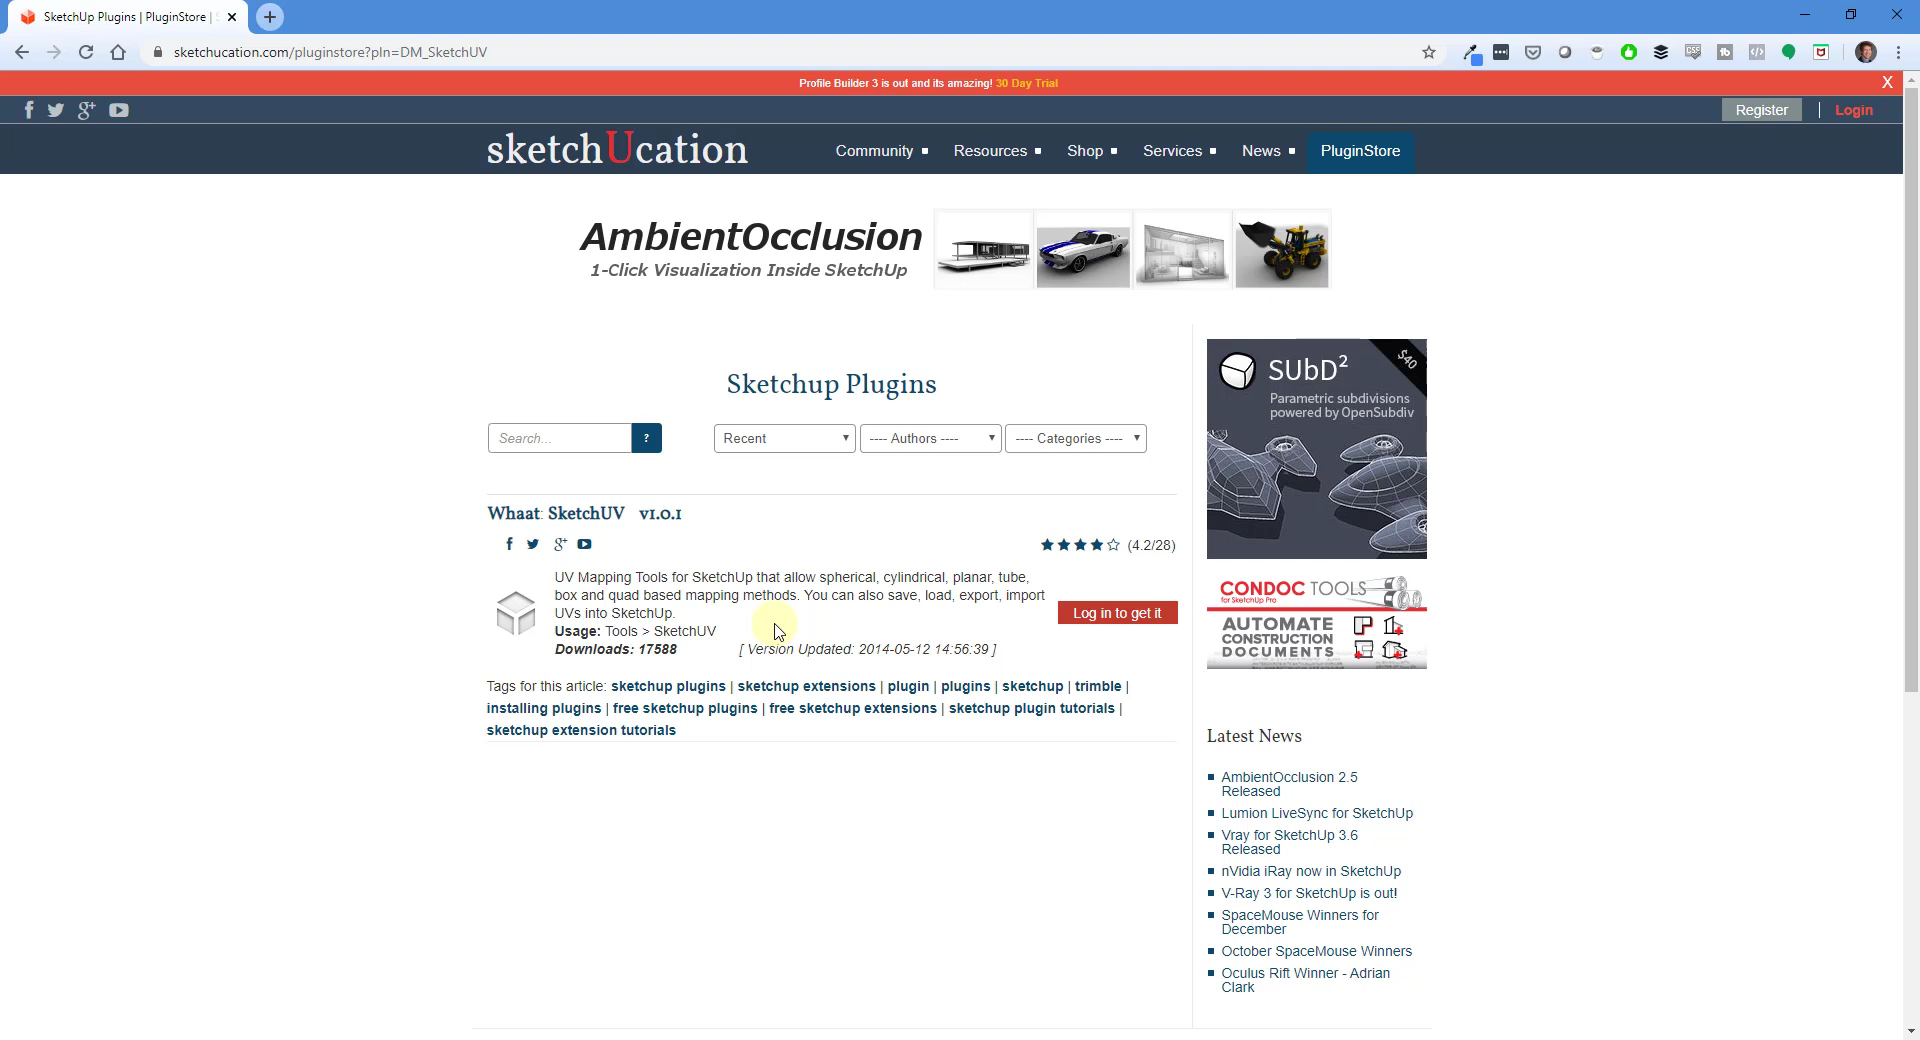 SketchUp Plugins | PluginStore |
sketchucation.com/pluginstore?pln=DM_SketchUV
Profile Builder 3 is out and its amazing! 30 Day Trial
X
Register | Login
sketchUcation
Community
Resources
Shop
Services
News
PluginStore
AmbientOcclusion
1-Click Visualization Inside SketchUp
Sketchup Plugins
Search...
?
Recent
---- Authors ----
---- Categories ----
Whaat: SketchUV v1.0.1
(4.2/28)
UV Mapping Tools for SketchUp that allow spherical, cylindrical, planar, tube,
box and quad based mapping methods. You can also save, load, export, import
UVs into SketchUp.
Usage: Tools > SketchUV
Downloads: 17588 [ Version Updated: 2014-05-12 14:56:39 ]
Log in to get it
Tags for this article: sketchup plugins | sketchup extensions | plugin | plugins | sketchup | trimble |
installing plugins | free sketchup plugins | free sketchup extensions | sketchup plugin tutorials |
sketchup extension tutorials
$40
SUbD²
Parametric subdivisions
powered by OpenSubdiv
CONDOC TOOLS
for SketchUp Pro
AUTOMATE
CONSTRUCTION
DOCUMENTS
Latest News
AmbientOcclusion 2.5
Released
Lumion LiveSync for SketchUp
Vray for SketchUp 3.6
Released
nVidia iRay now in SketchUp
V-Ray 3 for SketchUp is out!
SpaceMouse Winners for
December
October SpaceMouse Winners
Oculus Rift Winner - Adrian
Clark